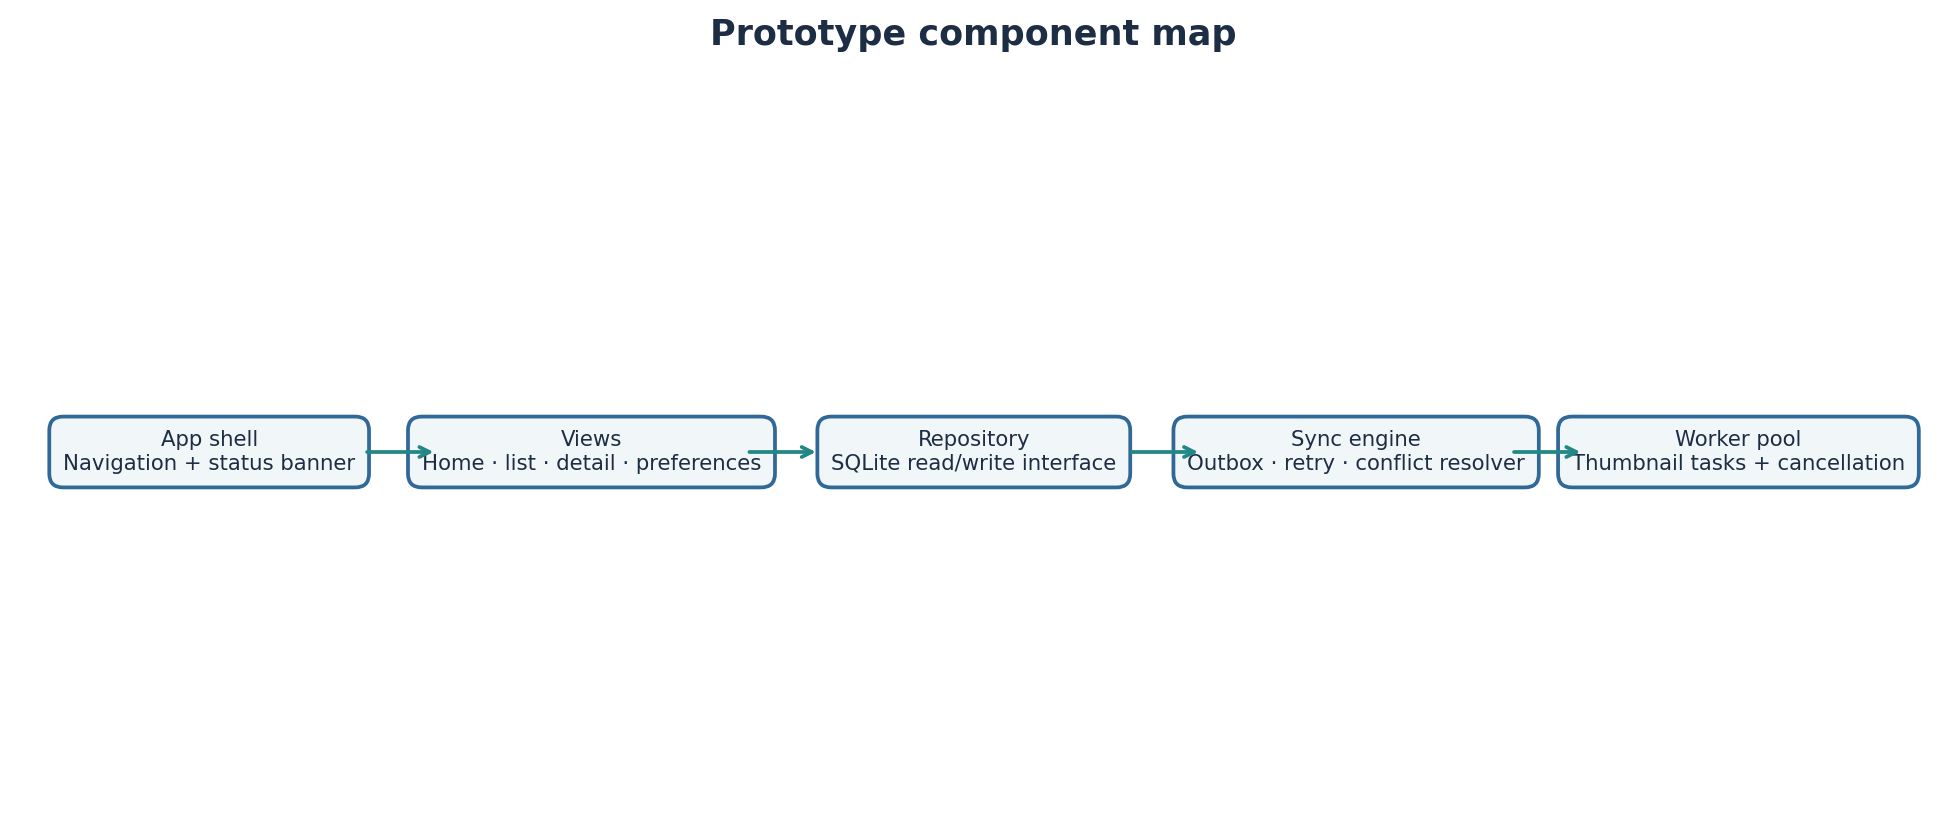 Prototype component map
App shell
Navigation + status banner
Views
Home · list · detail · preferences
Repository
SQLite read/write interface
Sync engine
Outbox · retry · conflict resolver
Worker pool
Thumbnail tasks + cancellation